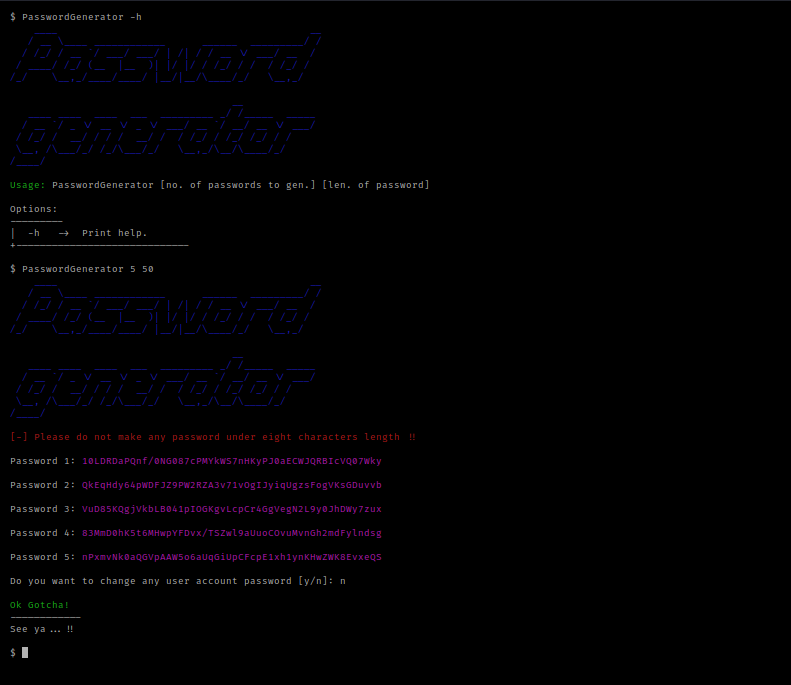 $ PasswordGenerator -h
Password
generator
Usage: PasswordGenerator [no. of passwords to gen.] [len. of password]
Options:
---------
| -h --> Print help.
+-----------------------------
$ PasswordGenerator 5 50
Password
generator
[-] Please do not make any password under eight characters length !!
Password 1: 10LDRDaPQnf/0NG087cPMYkWS7nHKyPJ0aECWJQRBIcVQ07Wky
Password 2: QkEqHdy64pWDFJZ9PW2RZA3v71vOgIJyiqUgzsFogVKsGDuvvb
Password 3: VuD85KQgjVkbLB041pIOGKgvLcpCr4GgVegN2L9y0JhDWy7zux
Password 4: 83MmD0hKSt6MHwpYFDvx/TSZwl9aUuoCOvuMvnGh2mdFylndsg
Password 5: nPxmvNk0aQGVpAAW5o6aUqGiUpCFcpE1xh1ynKHwZWK8EvxeQS
Do you want to change any user account password [y/n]: n
Ok Gotcha!
------------
See ya...!!
$